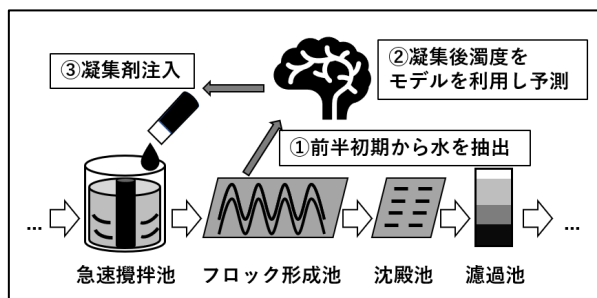 ③凝集剤注入
②凝集後濁度を
モデルを利用し予測
①前半初期から水を抽出
...
...
急速攪拌池
フロック形成池
沈殿池
濾過池